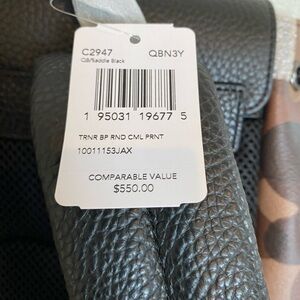 C2947 QBN3Y
QB/Saddle Black
1 95031 19677 5
TRNR BP RND CML PRNT
10011153JAX
COMPARABLE VALUE
$550.00